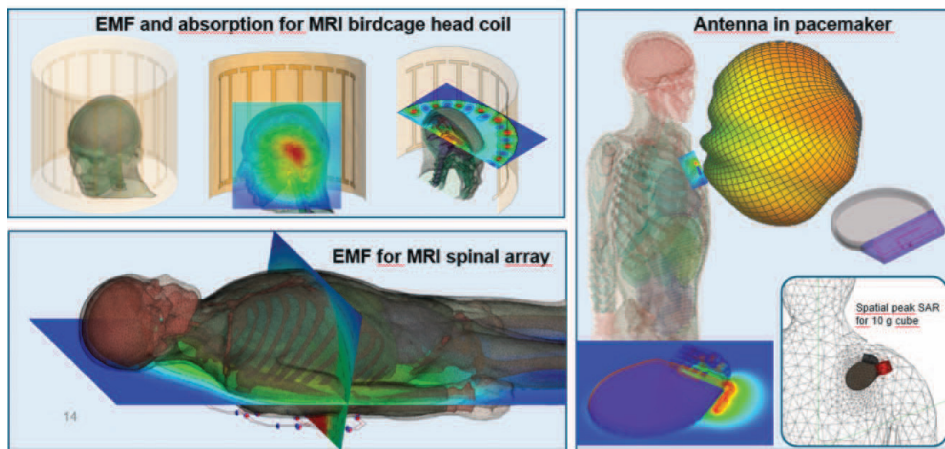 EMF and absorption for MRI birdcage head coil
Antenna in pacemaker
EMF for MRI spinal array
Spatial peak SAR
for 10 g cube
14